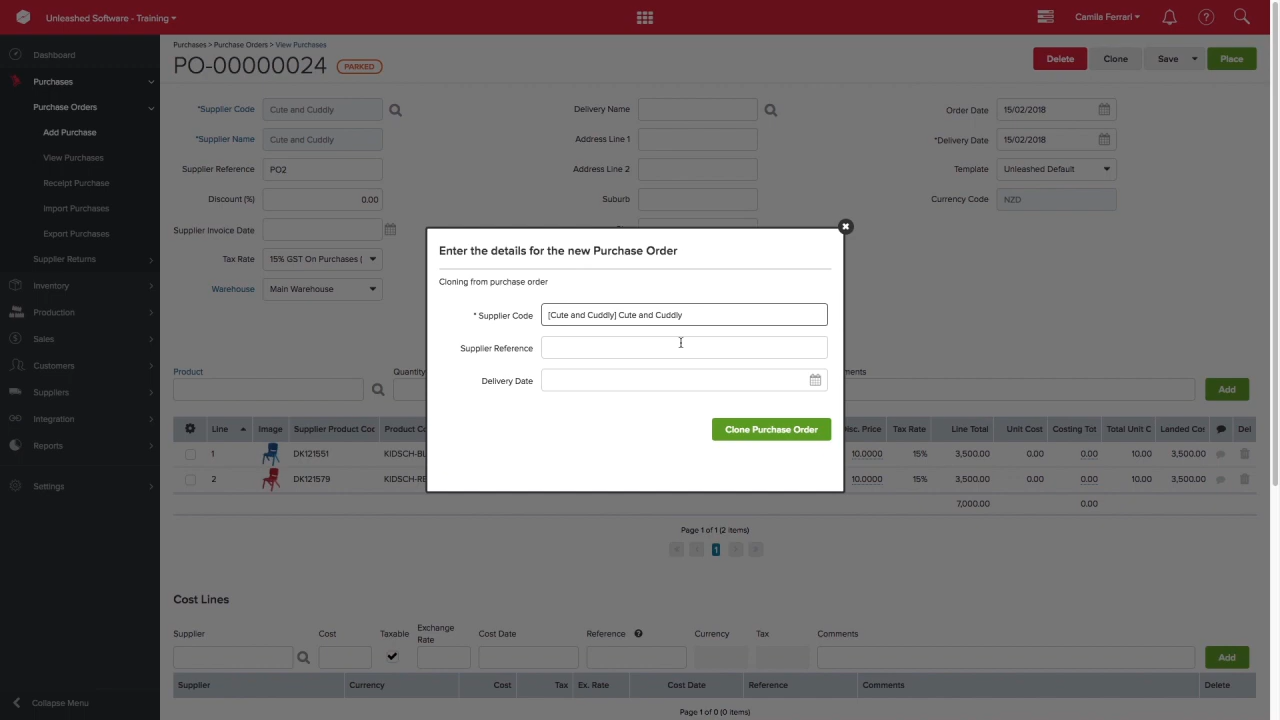 Unleashed Software - Training
Camila Ferrari
Dashboard
Purchases
Purchase Orders
Add Purchase
View Purchases
Receipt Purchase
Import Purchases
Export Purchases
Supplier Returns
Inventory
Production
Sales
Customers
Suppliers
Integration
Reports
Settings
Collapse Menu
Purchases > Purchase Orders > View Purchases
PO-00000024 PARKED
Delete Clone Save Place
*Supplier Code Cute and Cuddly Delivery Name Order Date 15/02/2018
*Supplier Name Cute and Cuddly Address Line 1 *Delivery Date 15/02/2018
Supplier Reference PO2 Address Line 2 Template Unleashed Default
Discount (%) 0.00 Suburb Currency Code NZD
Supplier Invoice Date
Tax Rate 15% GST On Purchases (
Warehouse Main Warehouse
Enter the details for the new Purchase Order
Cloning from purchase order
* Supplier Code [Cute and Cuddly] Cute and Cuddly
Supplier Reference
Delivery Date
Clone Purchase Order
Product Quantity ments
Add
Line Image Supplier Product Coc Product Cc isc. Price Tax Rate Line Total Unit Cost Costing Tot Total Unit C Landed Co Del
1 DK121551 KIDSCH-BL 10.0000 15% 3,500.00 0.00 0.00 10.00 3,500.00
2 DK121579 KIDSCH-RE 10.0000 15% 3,500.00 0.00 0.00 10.00 3,500.00
7,000.00 0.00
Page 1 of 1 (2 items)
1
Cost Lines
Supplier Cost Taxable Exchange Rate Cost Date Reference Currency Tax Comments
Add
Supplier Currency Cost Tax Ex. Rate Cost Date Reference Comments Delete
Page 1 of 0 (0 items)